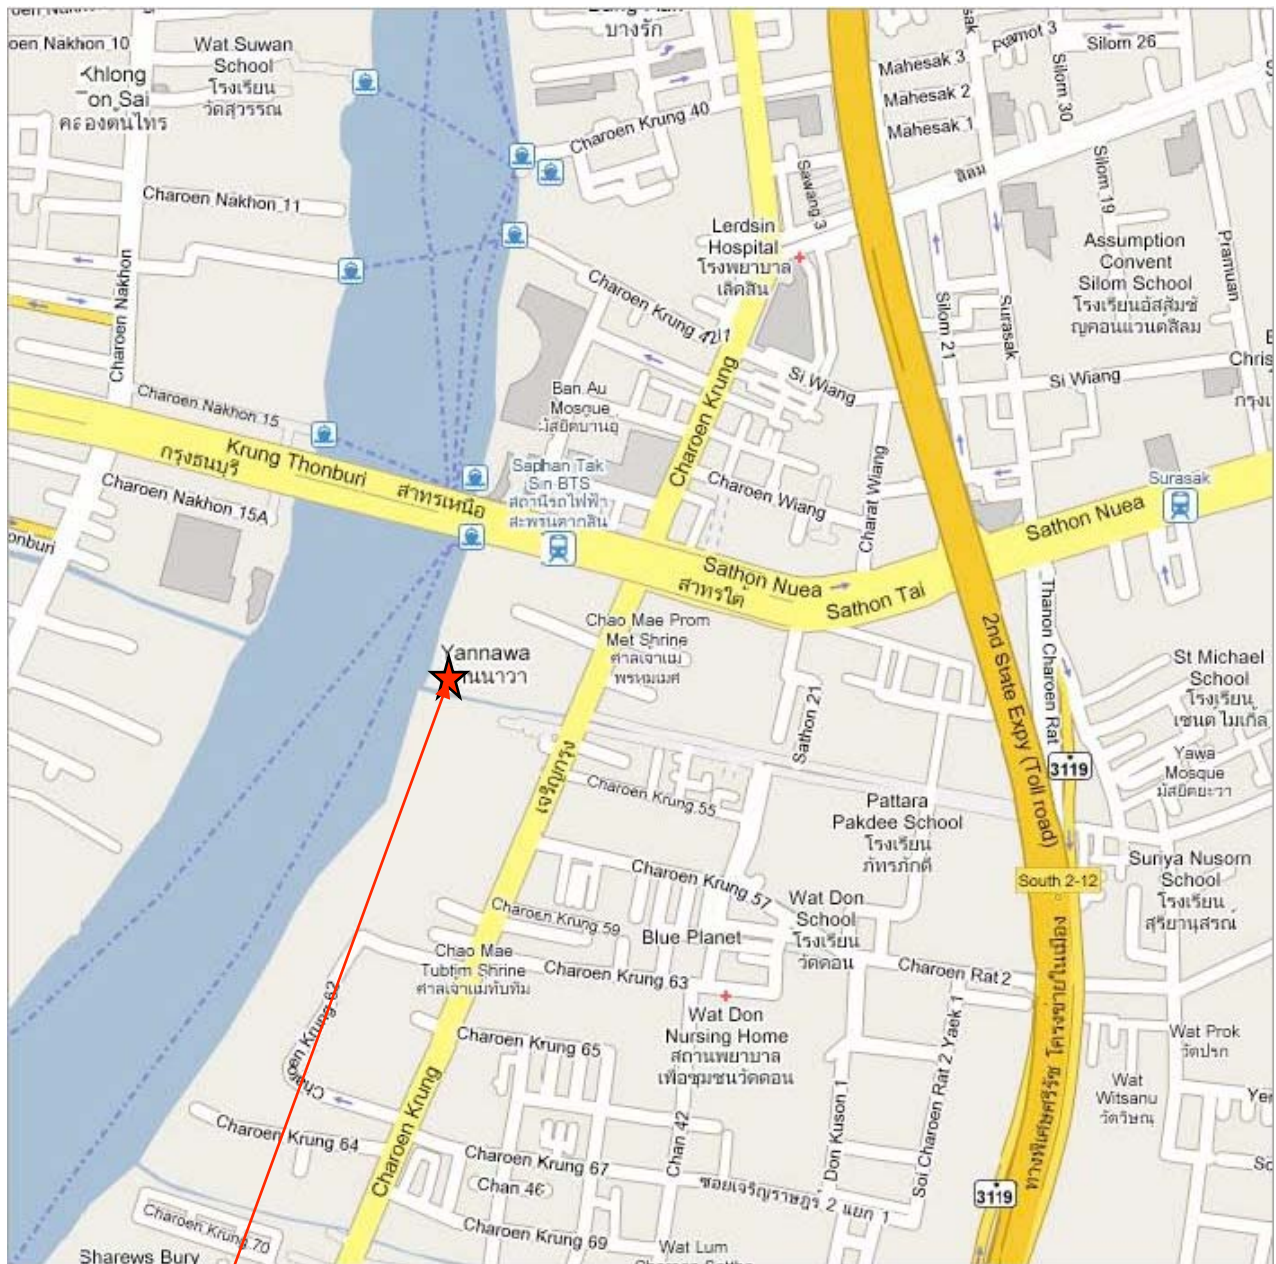 oen Nakhon 10
Wat Suwan
School
โรงเรียน
วัดสุวรรณ
Khlong
Ton Sai
คลองต้นไทร
บางรัก
Charoen Krung 40
Mahesak 3
Mahesak 2
Mahesak 1
Pramot 3
Silom 26
Silom 30
Silom 19
สีลม
Sawang 3
Charoen Nakhon 11
Charoen Nakhon
Lerdsin
Hospital
โรงพยาบาล
เลิดสิน
Assumption
Convent
Silom School
โรงเรียนอัสสัมชั
ญคอนแวนตสีลม
Pramuan
Charoen Krung 42/1
Silom 21
Surasak
Charoen Krung
Si Wiang
Si Wiang
Chris
Charoen Nakhon 15
Ban Au
Mosque
มัสยิดบ้านอู่
Krung Thonburi
กรุงธนบุรี
สาทรเหนือ
Saphan Tak
Sin BTS
สถานีรถไฟฟ้า
สะพานตากสิน
Charoen Wiang
Charat Wiang
Surasak
Charoen Nakhon 15A
onburi
Sathon Nuea
Sathon Nuea
สาทรใต้
Sathon Tai
2nd State Expy (Toll road)
Thanon Charoen Rat
Chao Mae Prom
Met Shrine
ศาลเจ้าแม่
พรหมเมศ
Yannawa
St Michael
School
โรงเรียน
เซนต์ ไมเกิ้ล
Sathon 21
3119
Yawa
Mosque
มัสยิดยะวา
เจริญกรุง
Charoen Krung 55
Pattara
Pakdee School
โรงเรียน
ภัทรภักดี
Charoen Krung 57
South 2-12
Suriya Nusorn
School
โรงเรียน
สุริยานุสรณ์
Wat Don
School
โรงเรียน
วัดดอน
Charoen Krung 59
Blue Planet
Chao Mae
Tubtim Shrine
ศาลเจ้าแม่ทับทิม
Charoen Krung 63
Charoen Rat 2
Charoen Krung 62
Wat Don
Nursing Home
สถานพยาบาล
เพื่อชุมชนวัดดอน
Charoen Krung 65
Soi Charoen Rat 2 Yaek 1
Wat Prok
วัดปรก
Wat
Witsanu
วัดวิษณุ
Charoen Krung
Charoen Krung 64
Charoen Krung 67
Chan 42
Don Kuson 1
Chan 46
ซอยเจริญราษฎร์ 2 แยก 1
3119
Charoen Krung 70
Charoen Krung 69
Sharews Bury
Wat Lum